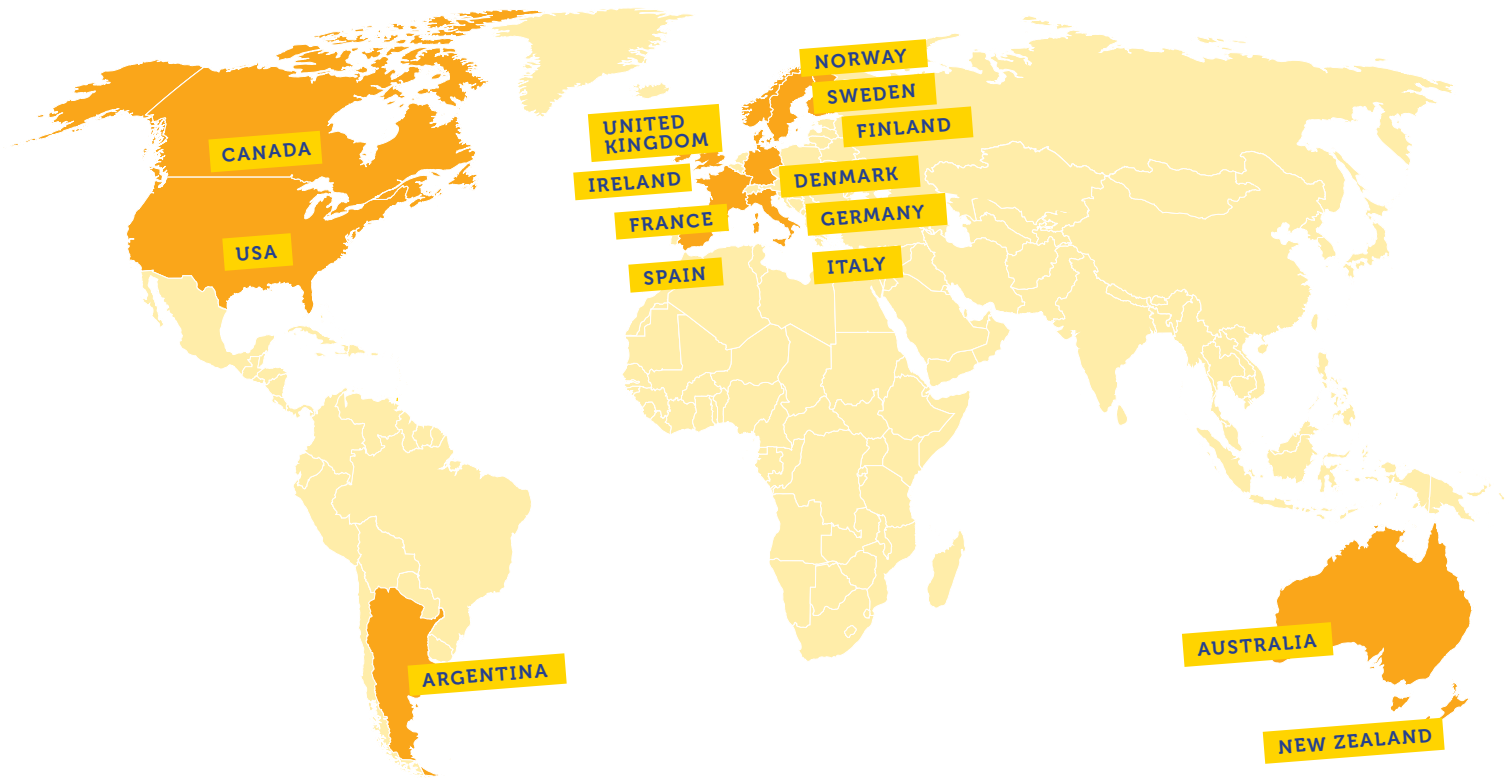 NORWAY
SWEDEN
UNITED
KINGDOM
FINLAND
CANADA
IRELAND
DENMARK
FRANCE
GERMANY
USA
SPAIN
ITALY
AUSTRALIA
ARGENTINA
NEW ZEALAND